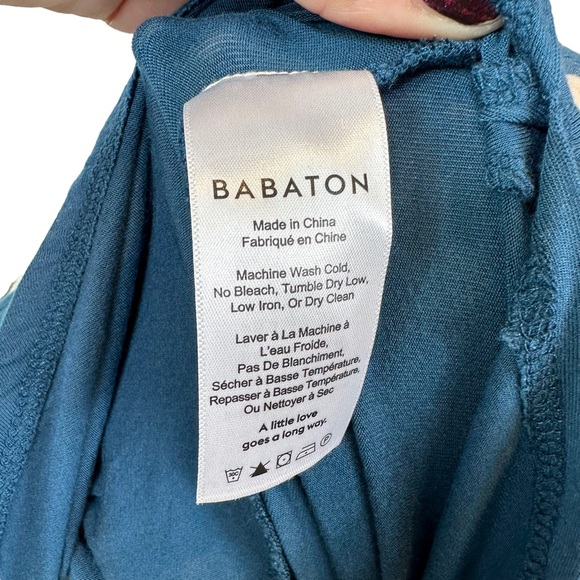 BABATON
Made in China
Fabriqué en Chine
Machine Wash Cold,
No Bleach, Tumble Dry Low,
Low Iron, Or Dry Clean
Laver à La Machine à
L'eau Froide,
Pas De Blanchiment,
Sécher à Basse Température,
Repasser à Basse Température,
Ou Nettoyer à Sec
A little love
goes a long way.
30C P